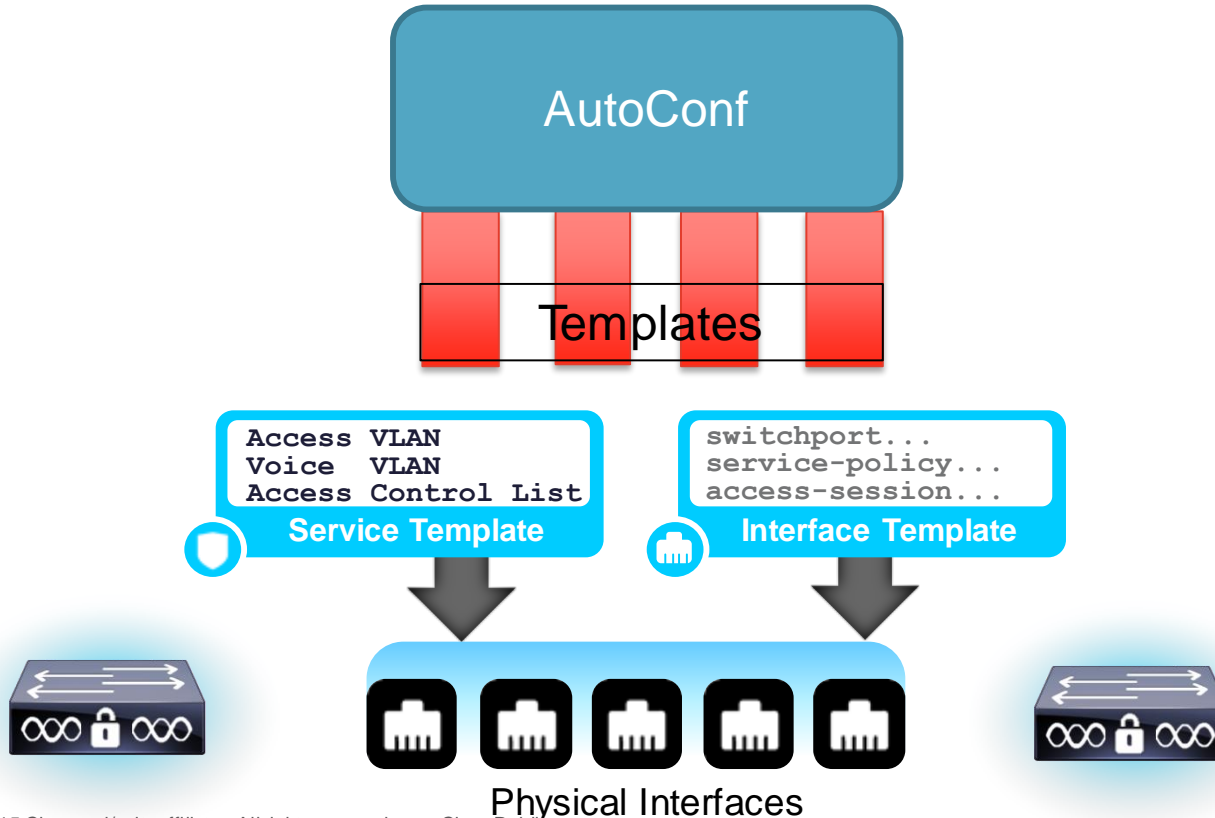 AutoConf
Templates
Access VLAN
Voice  VLAN
Access Control List
Service Template
switchport...
service-policy...
access-session...
Interface Template
Physical Interfaces